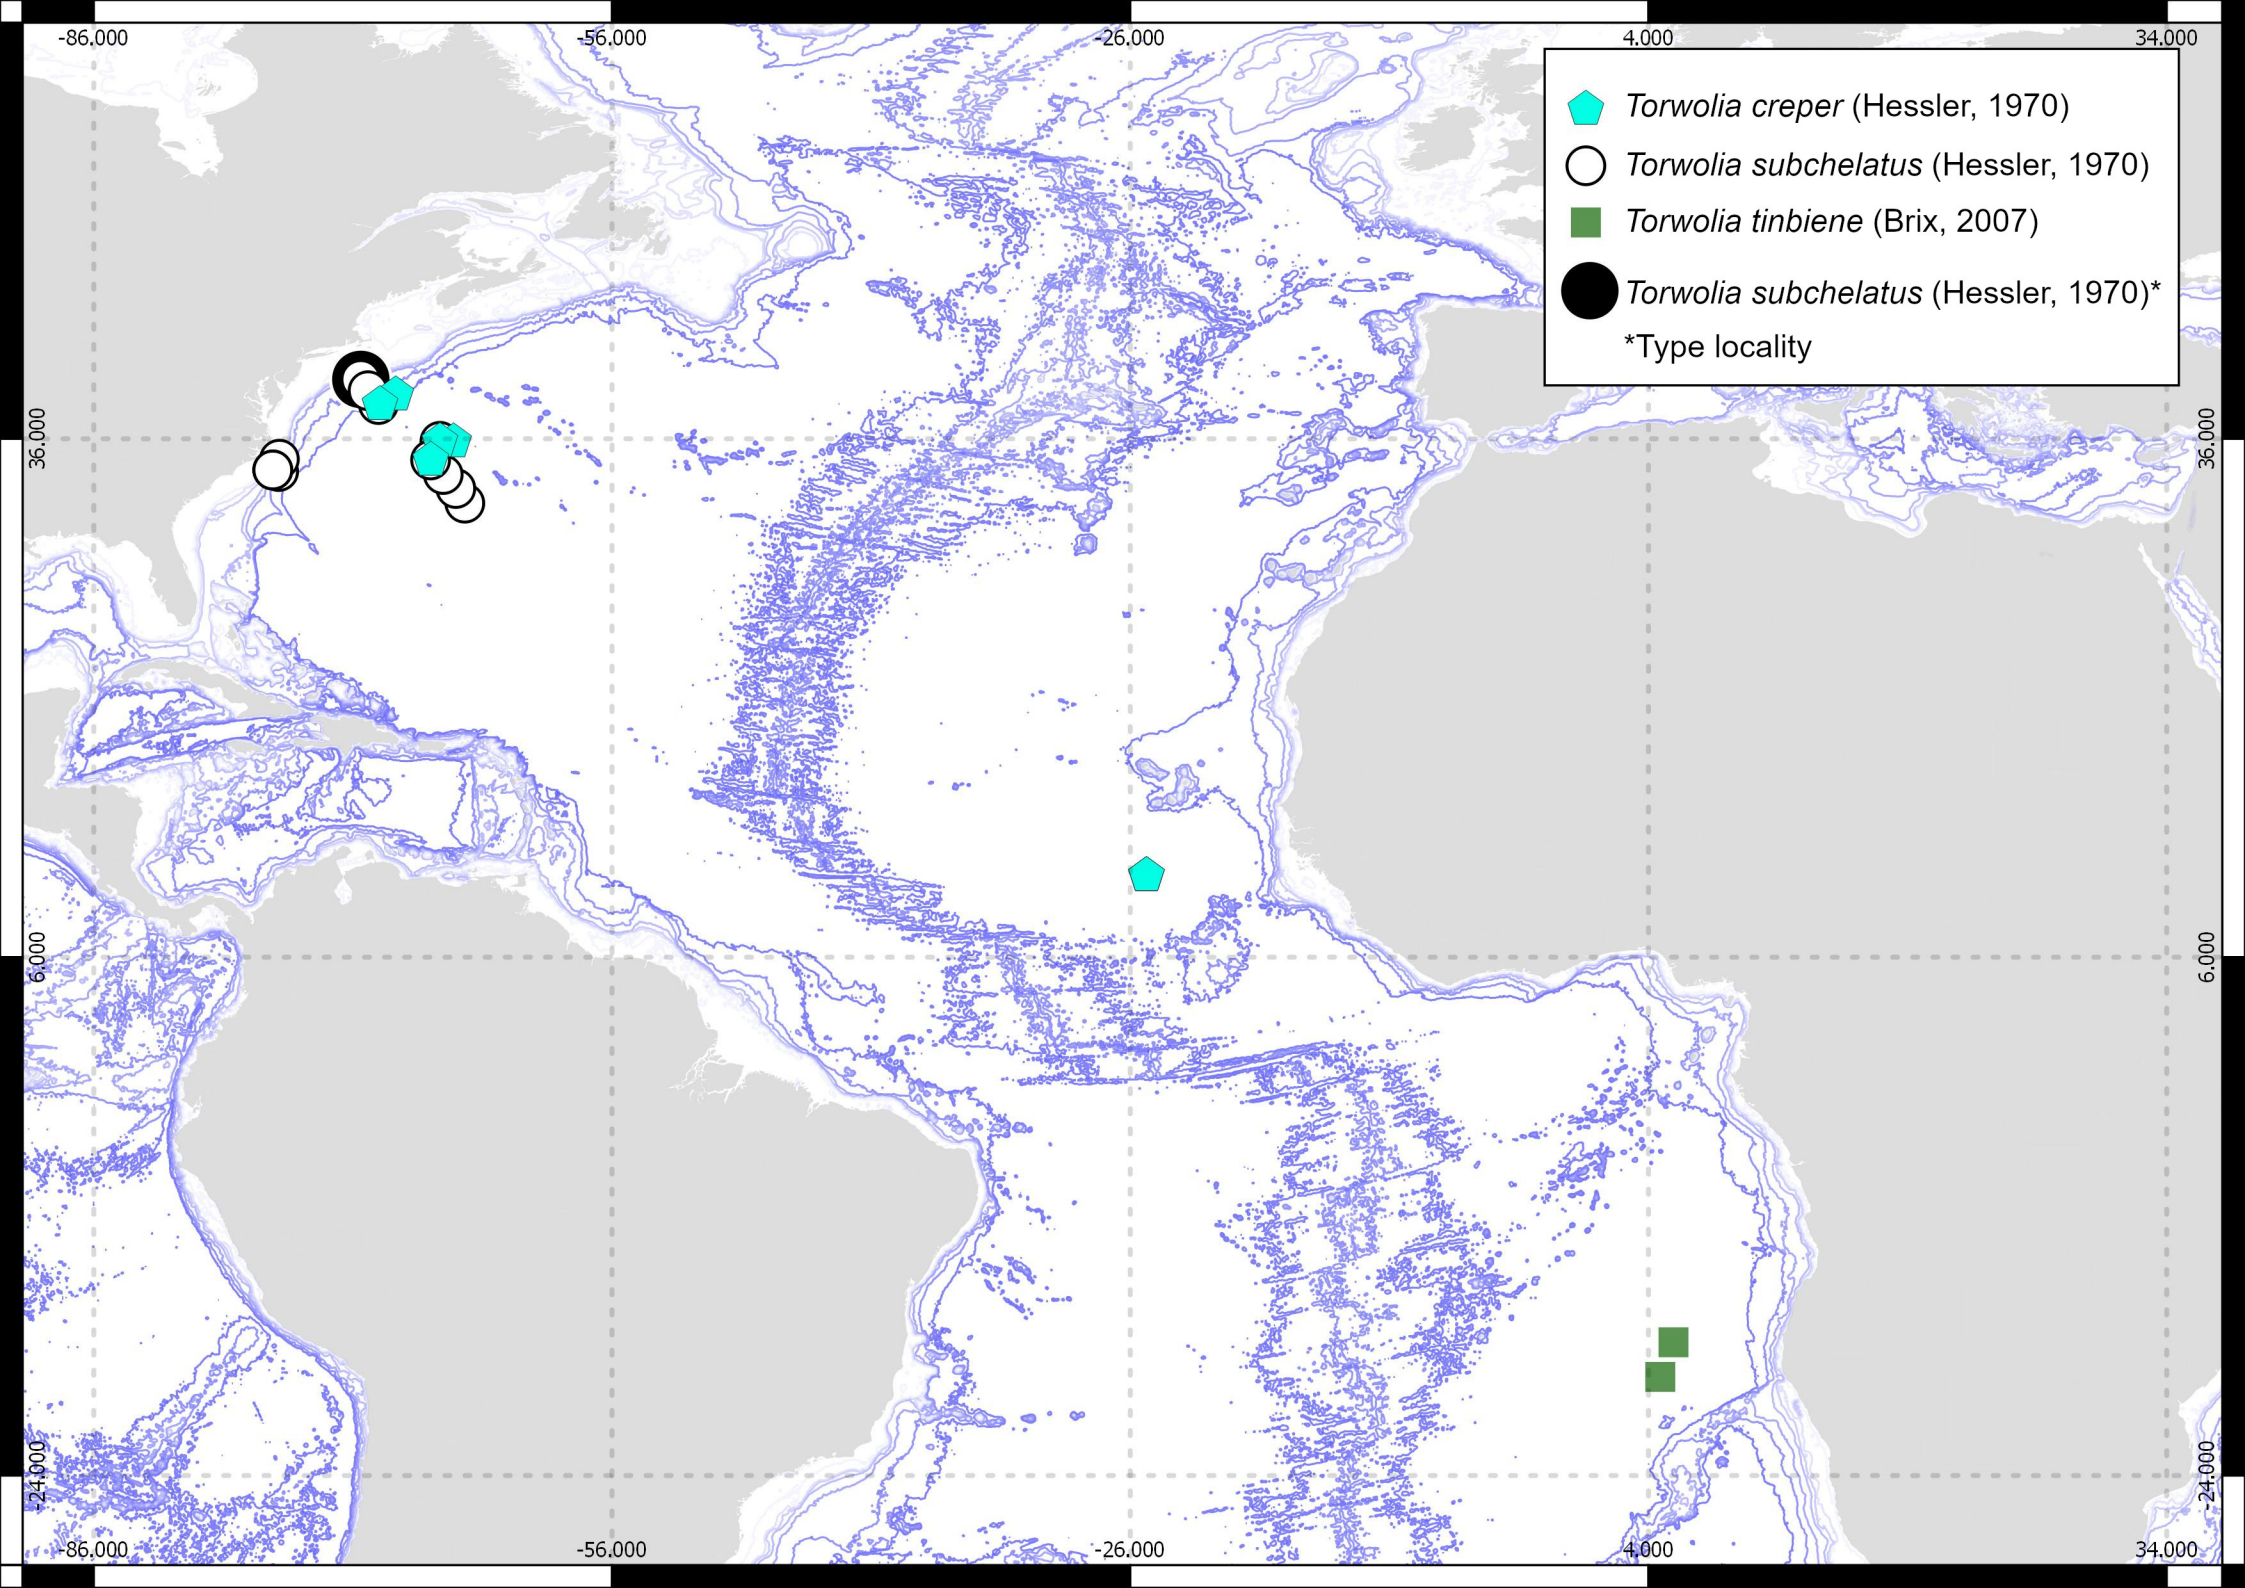 -86.000 -56.000 -26.000 4.000 34.000
Torwolia creper (Hessler, 1970)
Torwolia subchelatus (Hessler, 1970)
Torwolia tinbiene (Brix, 2007)
Torwolia subchelatus (Hessler, 1970)*
*Type locality
36.000 36.000
6.000 6.000
-24.000 -24.000
-86.000 -56.000 -26.000 4.000 34.000